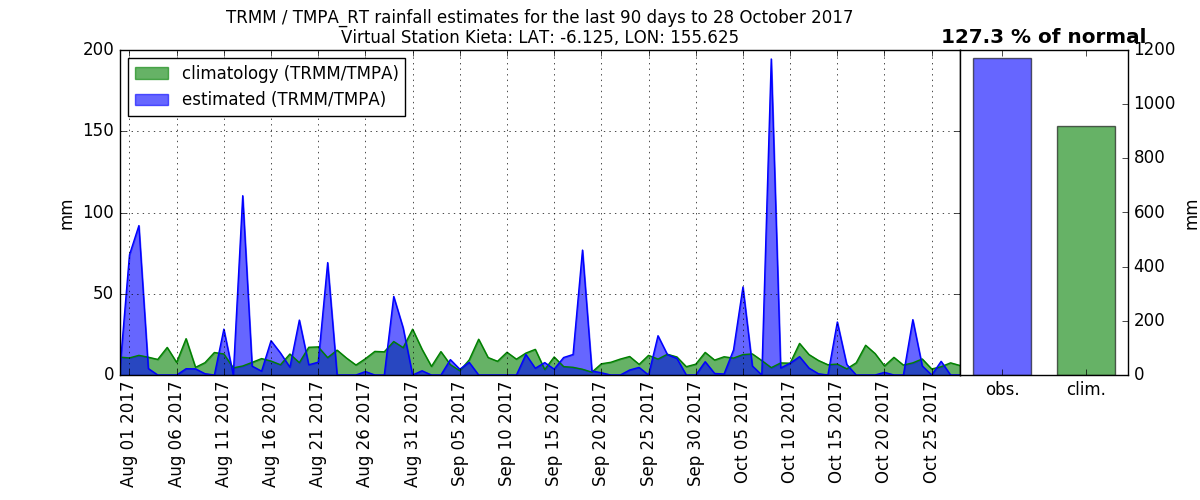 TRMM / TMPA_RT rainfall estimates for the last 90 days to 28 October 2017
Virtual Station Kieta: LAT: -6.125, LON: 155.625
127.3 % of normal
climatology (TRMM/TMPA)
estimated (TRMM/TMPA)
200
150
100
50
0
mm
Aug 01 2017
Aug 06 2017
Aug 11 2017
Aug 16 2017
Aug 21 2017
Aug 26 2017
Aug 31 2017
Sep 05 2017
Sep 10 2017
Sep 15 2017
Sep 20 2017
Sep 25 2017
Sep 30 2017
Oct 05 2017
Oct 10 2017
Oct 15 2017
Oct 20 2017
Oct 25 2017
1200
1000
800
600
400
200
0
mm
obs.
clim.